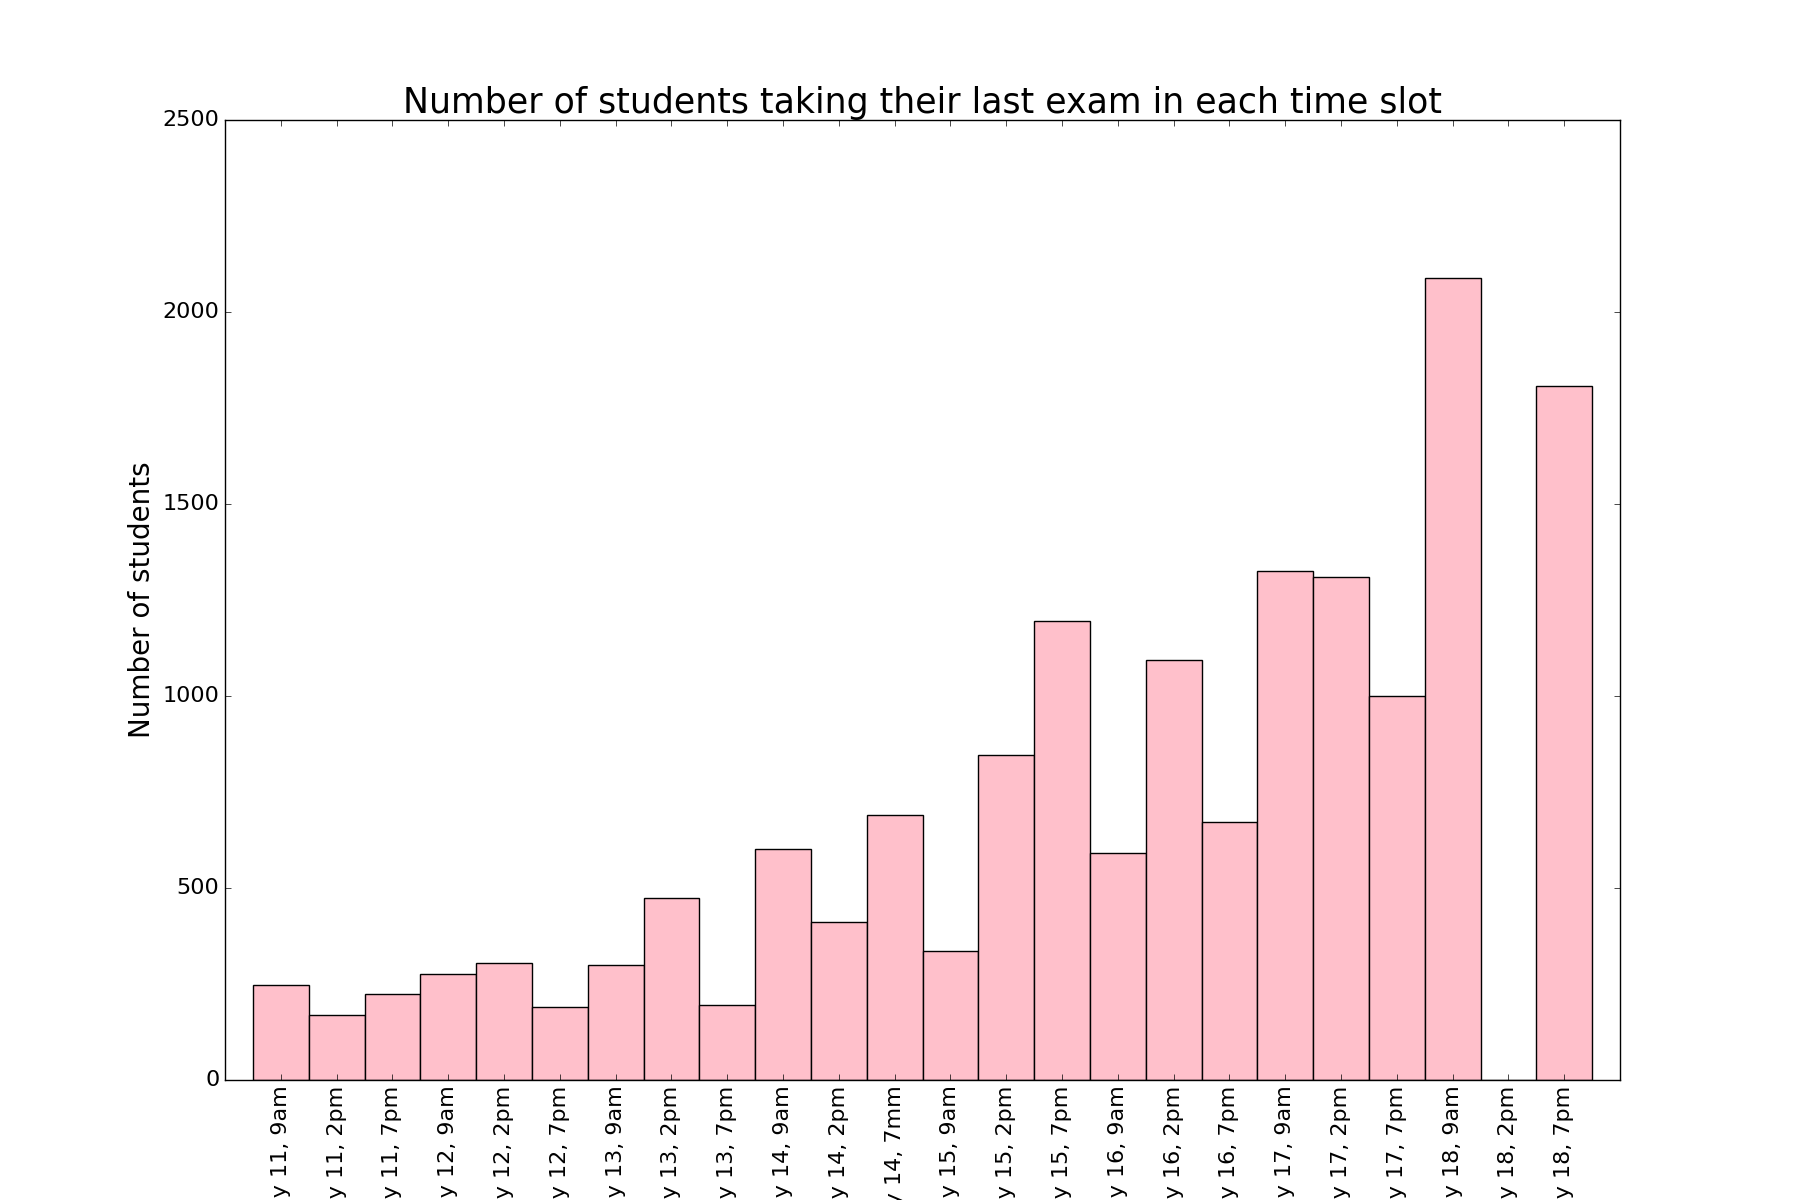 Number of students taking their last exam in each time slot
Number of students
2500
2000
1500
1000
500
0
y 11, 9am
y 11, 2pm
y 11, 7pm
y 12, 9am
y 12, 2pm
y 12, 7pm
y 13, 9am
y 13, 2pm
y 13, 7pm
y 14, 9am
y 14, 2pm
y 14, 7mm
y 15, 9am
y 15, 2pm
y 15, 7pm
y 16, 9am
y 16, 2pm
y 16, 7pm
y 17, 9am
y 17, 2pm
y 17, 7pm
y 18, 9am
y 18, 2pm
y 18, 7pm